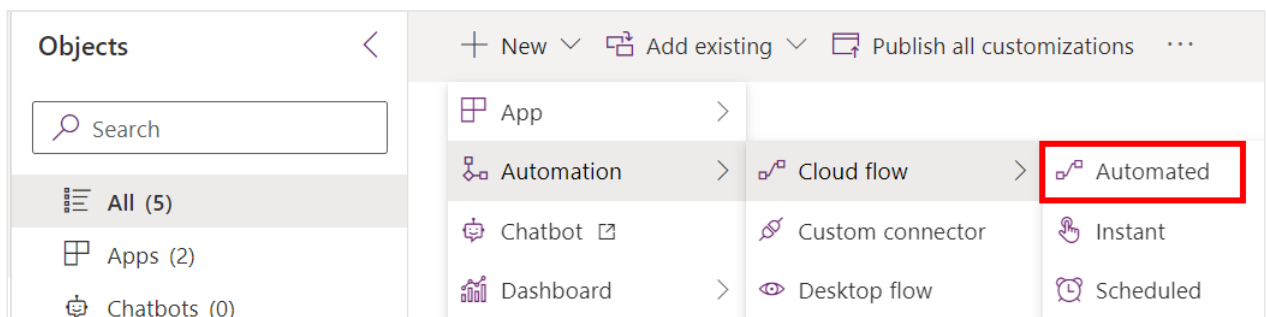 Objects
New
Add existing
Publish all customizations
Search
App
Automation
Cloud flow
Automated
All (5)
Chatbot
Custom connector
Instant
Apps (2)
Dashboard
Desktop flow
Scheduled
Chatbots (0)